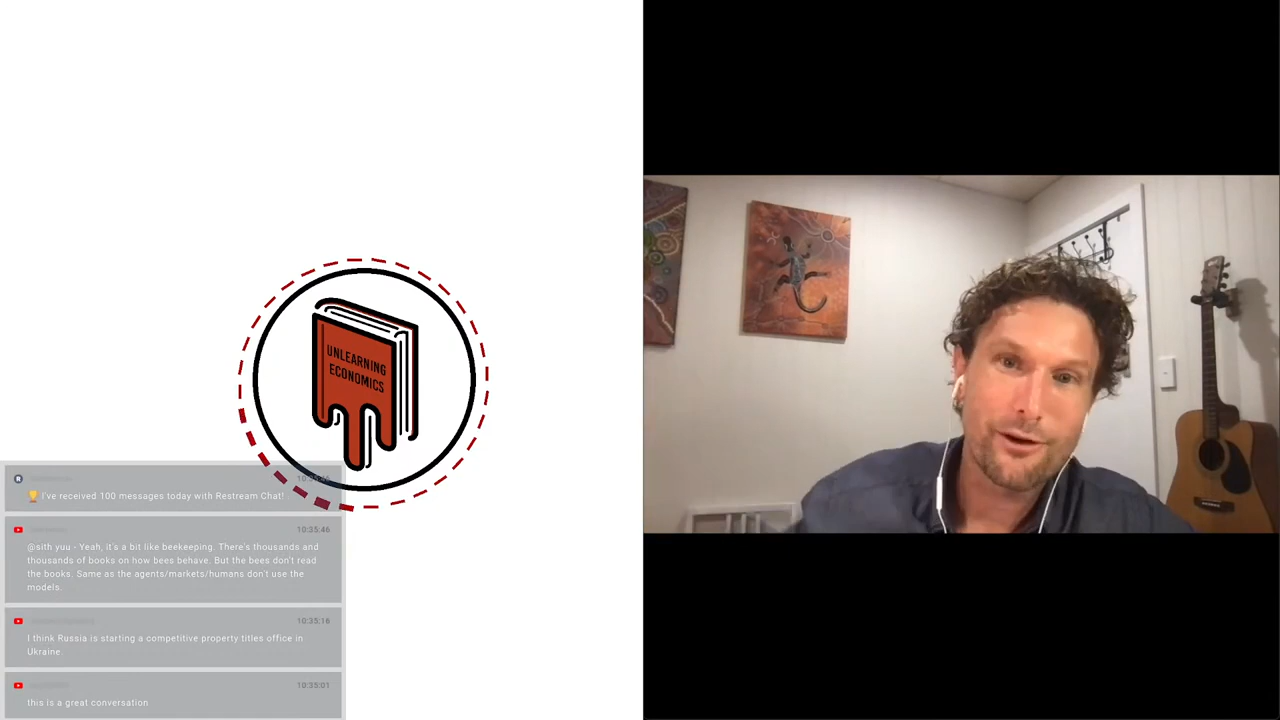 UNLEARNING
ECONOMICS
🏆 I've received 100 messages today with Restream Chat!
10:35:46
@sith yuu - Yeah, it's a bit like beekeeping. There's thousands and
thousands of books on how bees behave. But the bees don't read
the books. Same as the agents/markets/humans don't use the
models.
10:35:16
I think Russia is starting a competitive property titles office in
Ukraine.
10:35:01
this is a great conversation